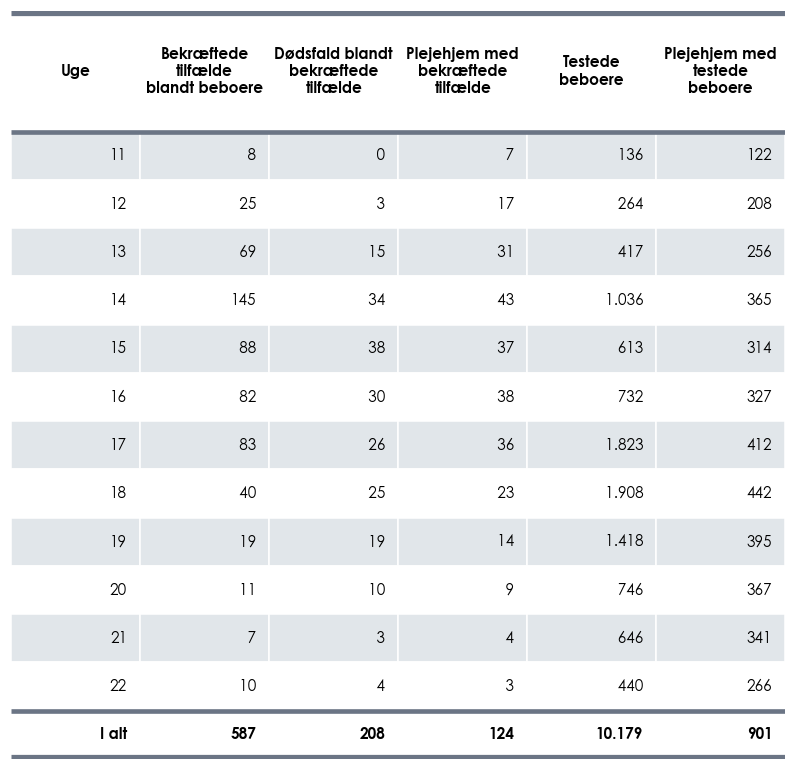 Uge Bekræftede tilfælde blandt beboere Dødsfald blandt bekræftede tilfælde Plejehjem med bekræftede tilfælde Testede beboere Plejehjem med testede beboere
11 8 0 7 136 122
12 25 3 17 264 208
13 69 15 31 417 256
14 145 34 43 1.036 365
15 88 38 37 613 314
16 82 30 38 732 327
17 83 26 36 1.823 412
18 40 25 23 1.908 442
19 19 19 14 1.418 395
20 11 10 9 746 367
21 7 3 4 646 341
22 10 4 3 440 266
I alt 587 208 124 10.179 901